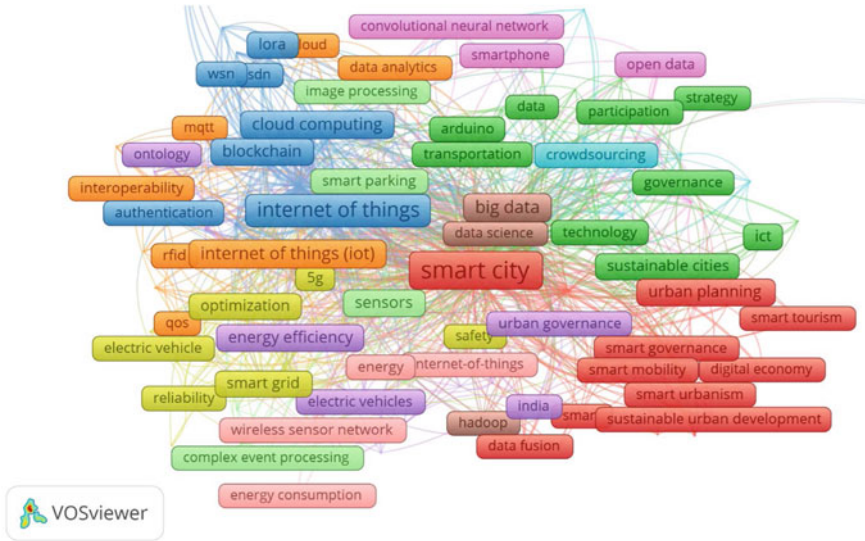 convolutional neural network
lora
loud
smartphone
open data
wsn
sdn
data analytics
image processing
data
strategy
participation
mqtt
cloud computing
arduino
ontology
blockchain
transportation
crowdsourcing
interoperability
smart parking
governance
authentication
internet of things
big data
data science
technology
ict
rfid
internet of things (iot)
smart city
sustainable cities
5g
optimization
sensors
urban planning
qos
urban governance
smart tourism
electric vehicle
energy efficiency
safety
smart governance
energy
nternet-of-things
smart mobility
digital economy
reliability
smart grid
smart urbanism
electric vehicles
india
smar
sustainable urban development
wireless sensor network
hadoop
data fusion
complex event processing
energy consumption
VOSviewer